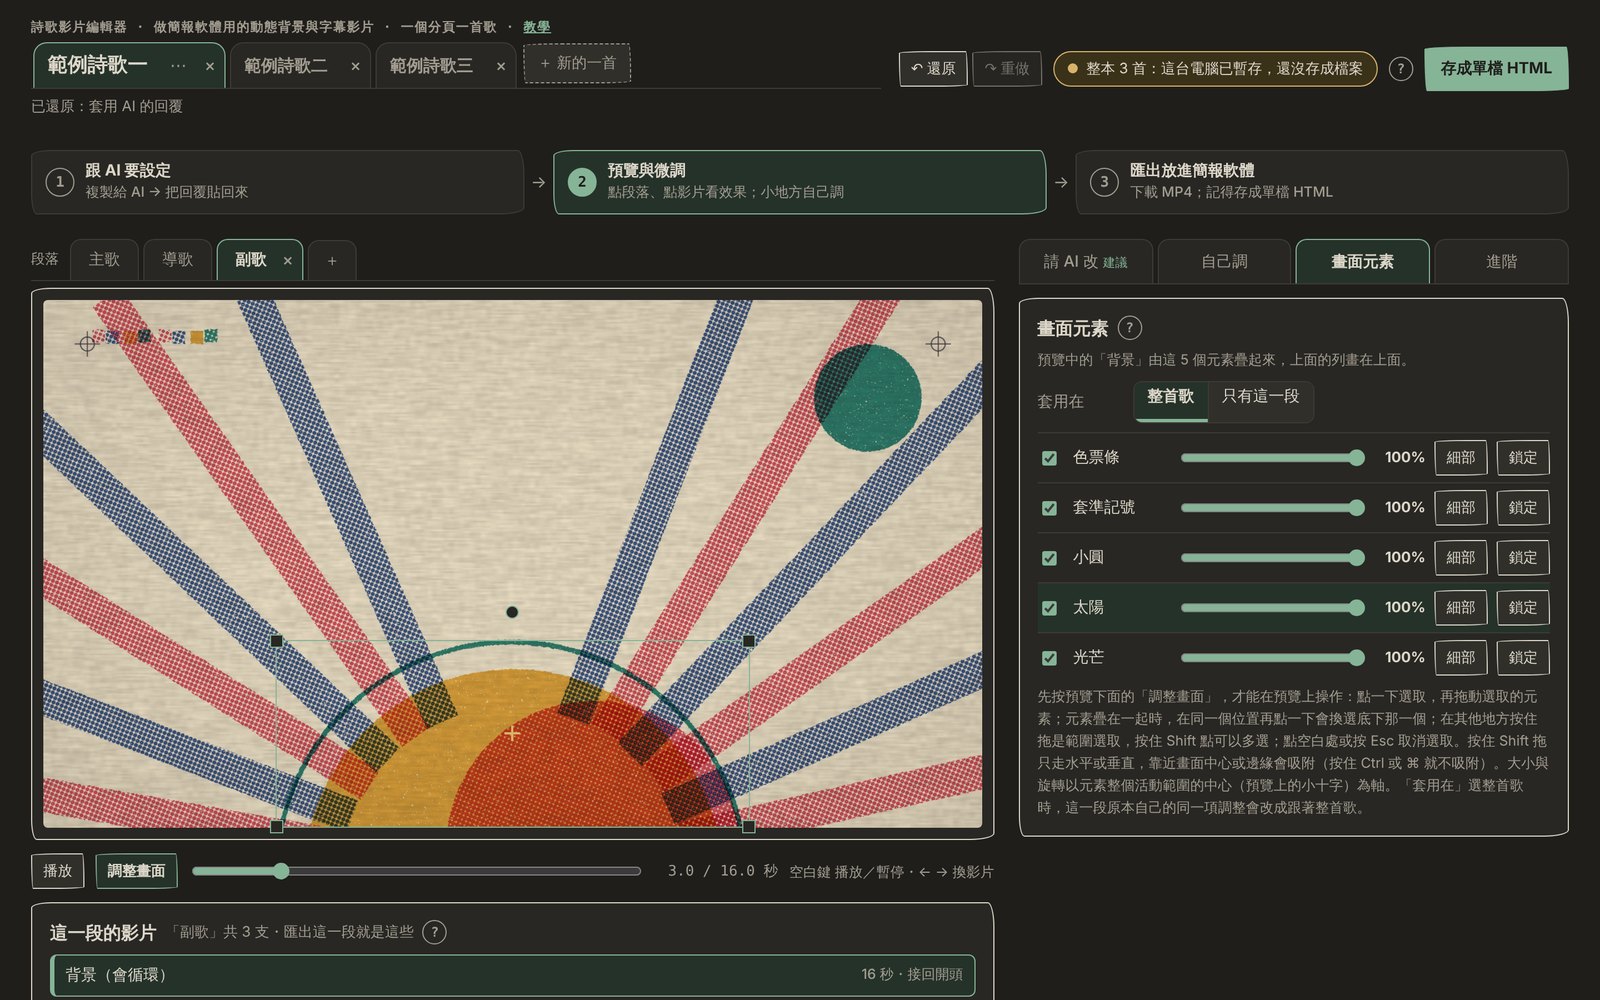 詩歌影片編輯器 · 做簡報軟體用的動態背景與字幕影片 · 一個分頁一首歌 · 教學
範例詩歌一 ⋯ × 範例詩歌二 × 範例詩歌三 × + 新的一首
↶ 還原 ↷ 重做 整本 3 首：這台電腦已暫存，還沒存成檔案 ? 存成單檔 HTML
已還原：套用 AI 的回覆
1 跟 AI 要設定
複製給 AI → 把回覆貼回來
→
2 預覽與微調
點段落、點影片看效果；小地方自己調
→
3 匯出放進簡報軟體
下載 MP4；記得存成單檔 HTML
段落 主歌 導歌 副歌 × +
請 AI 改 建議 自己調 畫面元素 進階
畫面元素 ?
預覽中的「背景」由這 5 個元素疊起來，上面的列畫在上面。
套用在 整首歌 只有這一段
色票條 100% 細部 鎖定
套準記號 100% 細部 鎖定
小圓 100% 細部 鎖定
太陽 100% 細部 鎖定
光芒 100% 細部 鎖定
先按預覽下面的「調整畫面」，才能在預覽上操作：點一下選取，再拖動選取的元
素；元素疊在一起時，在同一個位置再點一下會換選底下那一個；在其他地方按住
拖是範圍選取，按住 Shift 點可以多選；點空白處或按 Esc 取消選取。按住 Shift 拖
只走水平或垂直，靠近畫面中心或邊緣會吸附（按住 Ctrl 或 ⌘ 就不吸附）。大小與
旋轉以元素整個活動範圍的中心（預覽上的小十字）為軸。「套用在」選整首歌
時，這一段原本自己的同一項調整會改成跟著整首歌。
播放 調整畫面 3.0 / 16.0 秒 空白鍵 播放／暫停 · ← → 換影片
這一段的影片 「副歌」共 3 支 · 匯出這一段就是這些 ?
背景（會循環） 16 秒 · 接回開頭